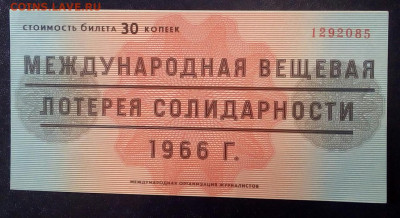 COINS.LAVE.RU
СТОИМОСТЬ БИЛЕТА 30 КОПЕЕК
1292085
МЕЖДУНАРОДНАЯ ВЕЩЕВАЯ
ЛОТЕРЕЯ СОЛИДАРНОСТИ
1966 Г.
МЕЖДУНАРОДНАЯ ОРГАНИЗАЦИЯ ЖУРНАЛИСТОВ